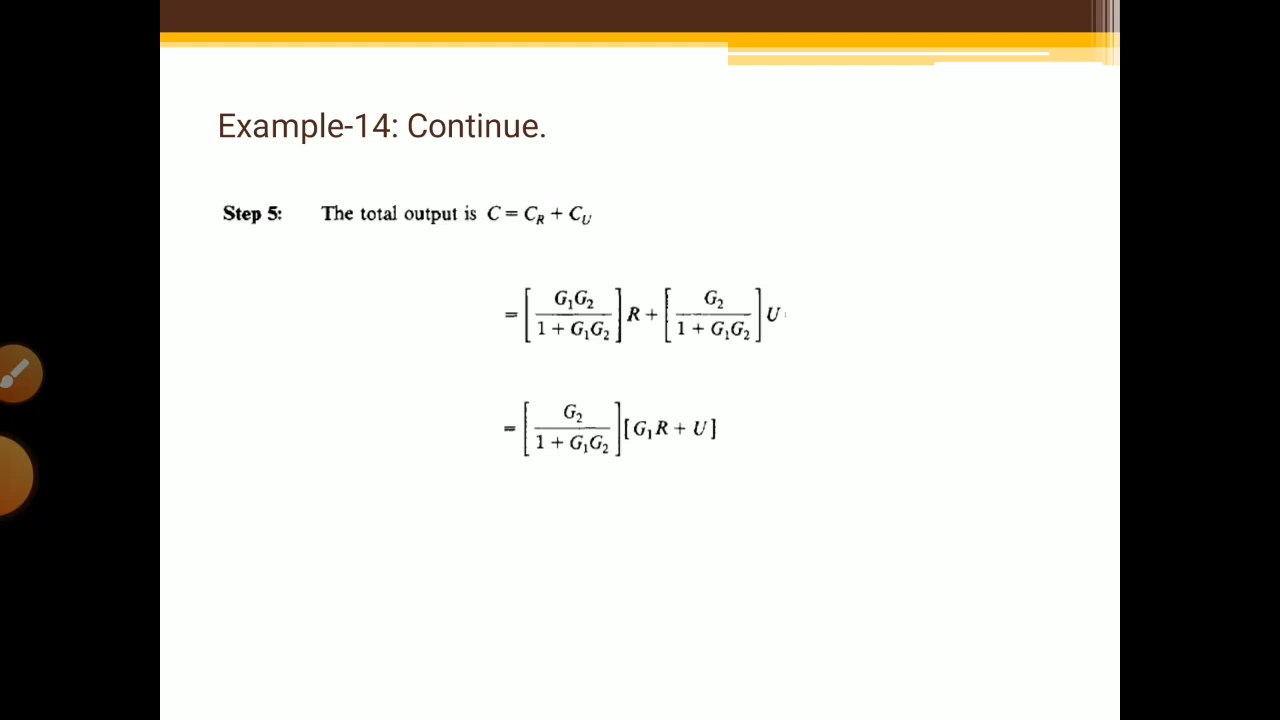 Example-14: Continue.
Step 5: The total output is C = C_R + C_U
= [ G₁G₂ / (1 + G₁G₂) ] R + [ G₂ / (1 + G₁G₂) ] U
= [ G₂ / (1 + G₁G₂) ] [ G₁R + U ]